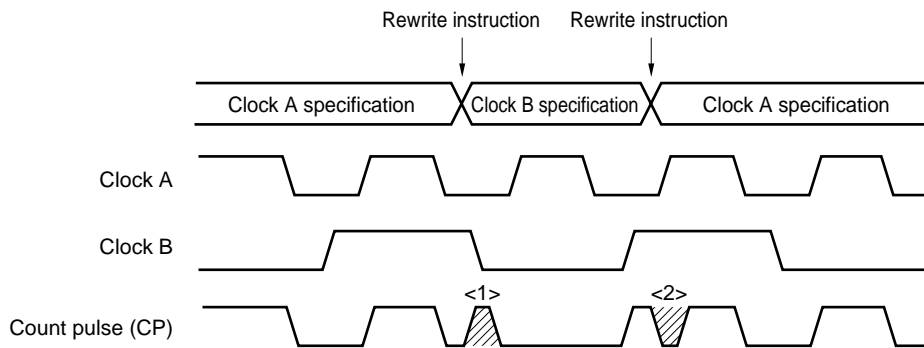 Rewrite instruction Rewrite instruction
Clock A specification Clock B specification Clock A specification
Clock A
Clock B
<1> <2>
Count pulse (CP)